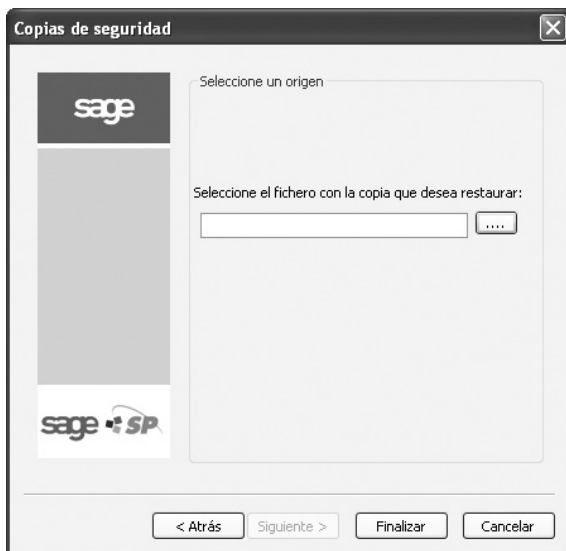 Copias de seguridad
sage
Seleccione un origen
Seleccione el fichero con la copia que desea restaurar:
....
sage SP
< Atrás
Siguiente >
Finalizar
Cancelar